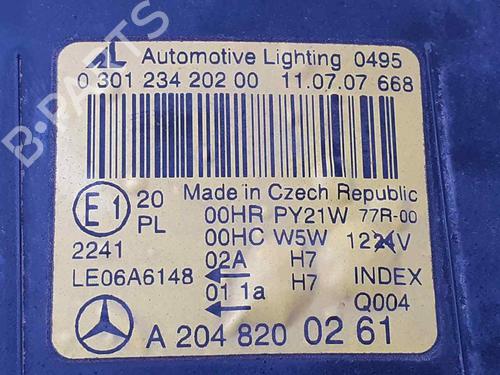 AL Automotive Lighting 0495
0 301 234 202 00 11.07.07 668
E1 20 Made in Czech Republic
PL 00HR PY21W 77R-00
2241 00HC W5W 1224V
LE06A6148 02A H7
01 1a H7 INDEX
Q004
A 204 820 02 61
B-PARTS